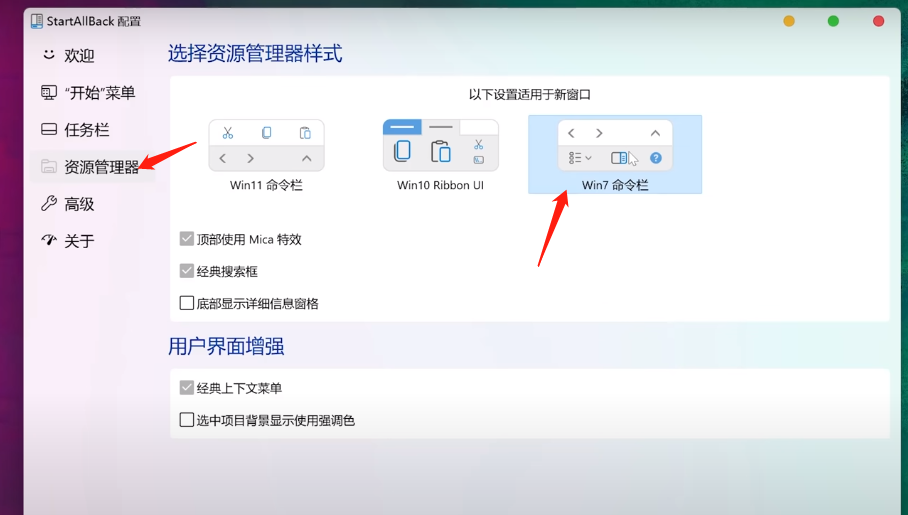 StartAllBack 配置
欢迎
“开始”菜单
任务栏
资源管理器
高级
关于
选择资源管理器样式
以下设置适用于新窗口
Win11 命令栏
Win10 Ribbon UI
Win7 命令栏
顶部使用 Mica 特效
经典搜索框
底部显示详细信息窗格
用户界面增强
经典上下文菜单
选中项目背景显示使用强调色